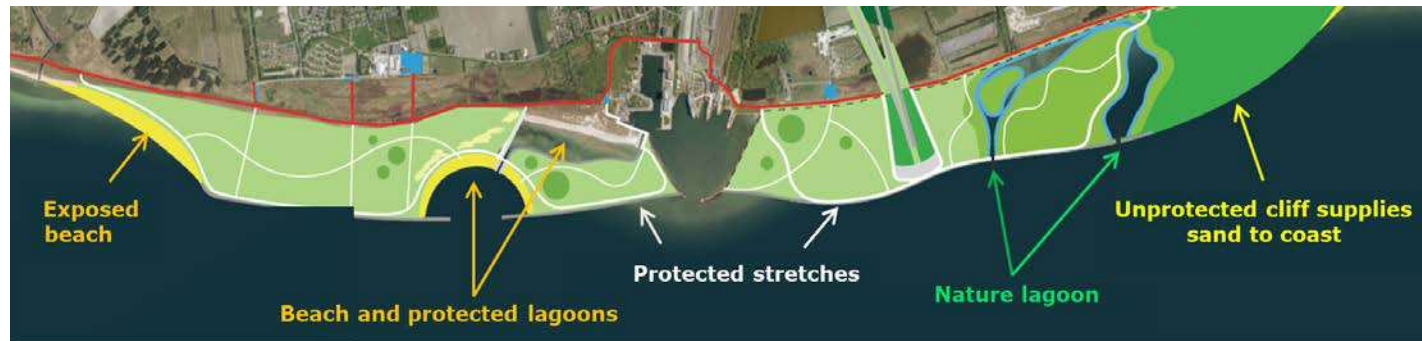 Exposed
beach
Beach and protected lagoons
Protected stretches
Nature lagoon
Unprotected cliff supplies
sand to coast